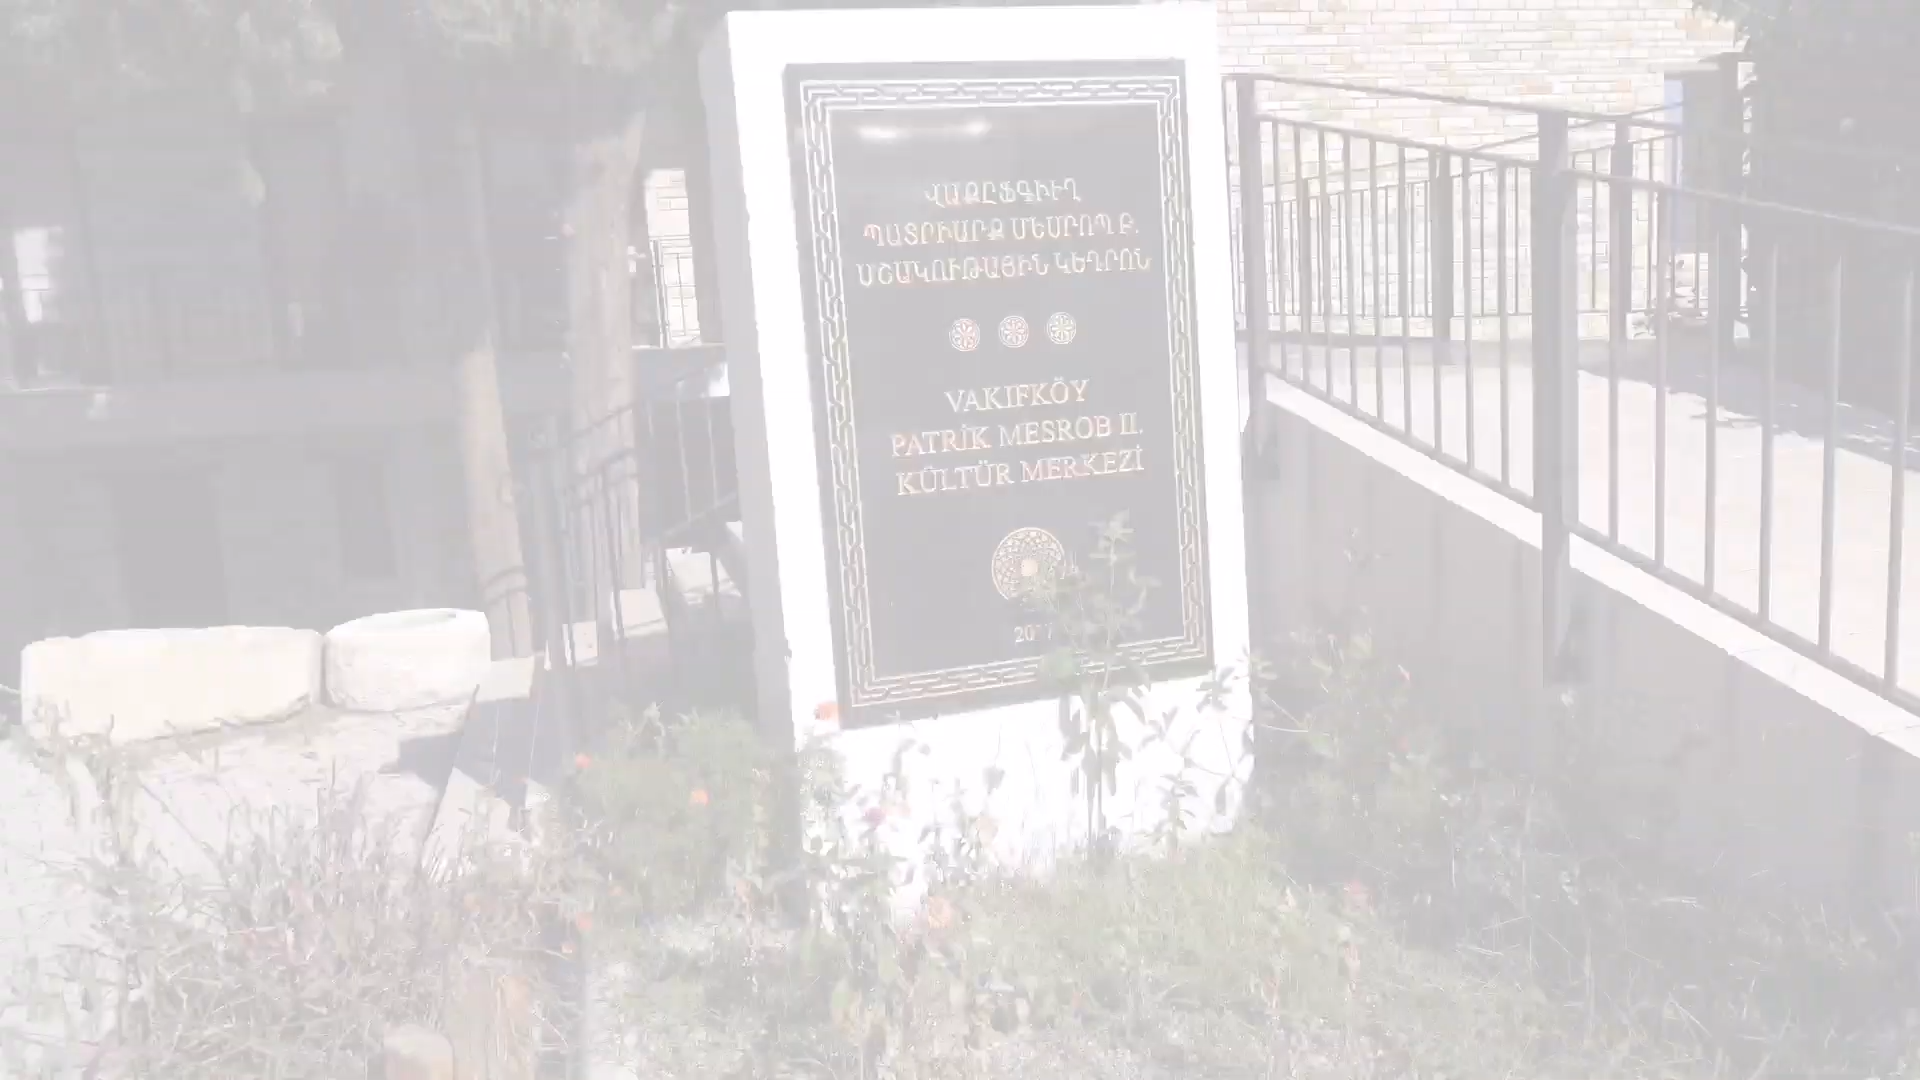 ՎԱՔԸՖԳԻՒՂ
ՊԱՏՐԻԱՐՔ ՄԵՍՐՈՊ Բ.
ՄՇԱԿՈՒԹԱՅԻՆ ԿԵԴՐՈՆ
VAKIFKÖY
PATRİK MESROB II.
KÜLTÜR MERKEZİ